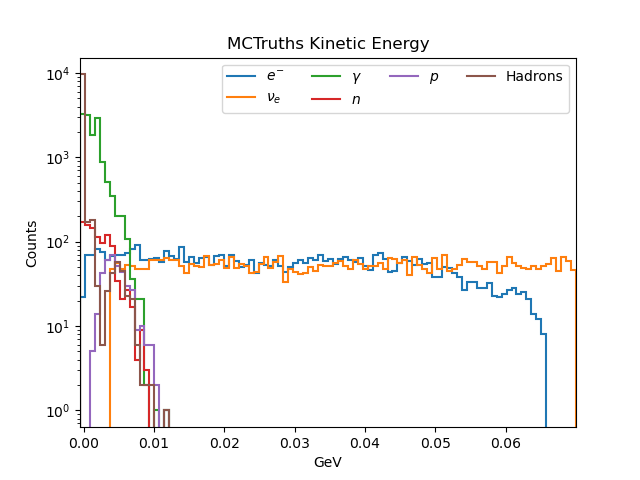 MCTruths Kinetic Energy
e⁻ γ p Hadrons
νₑ n
10⁴
10³
10²
10¹
10⁰
Counts
0.00 0.01 0.02 0.03 0.04 0.05 0.06
GeV